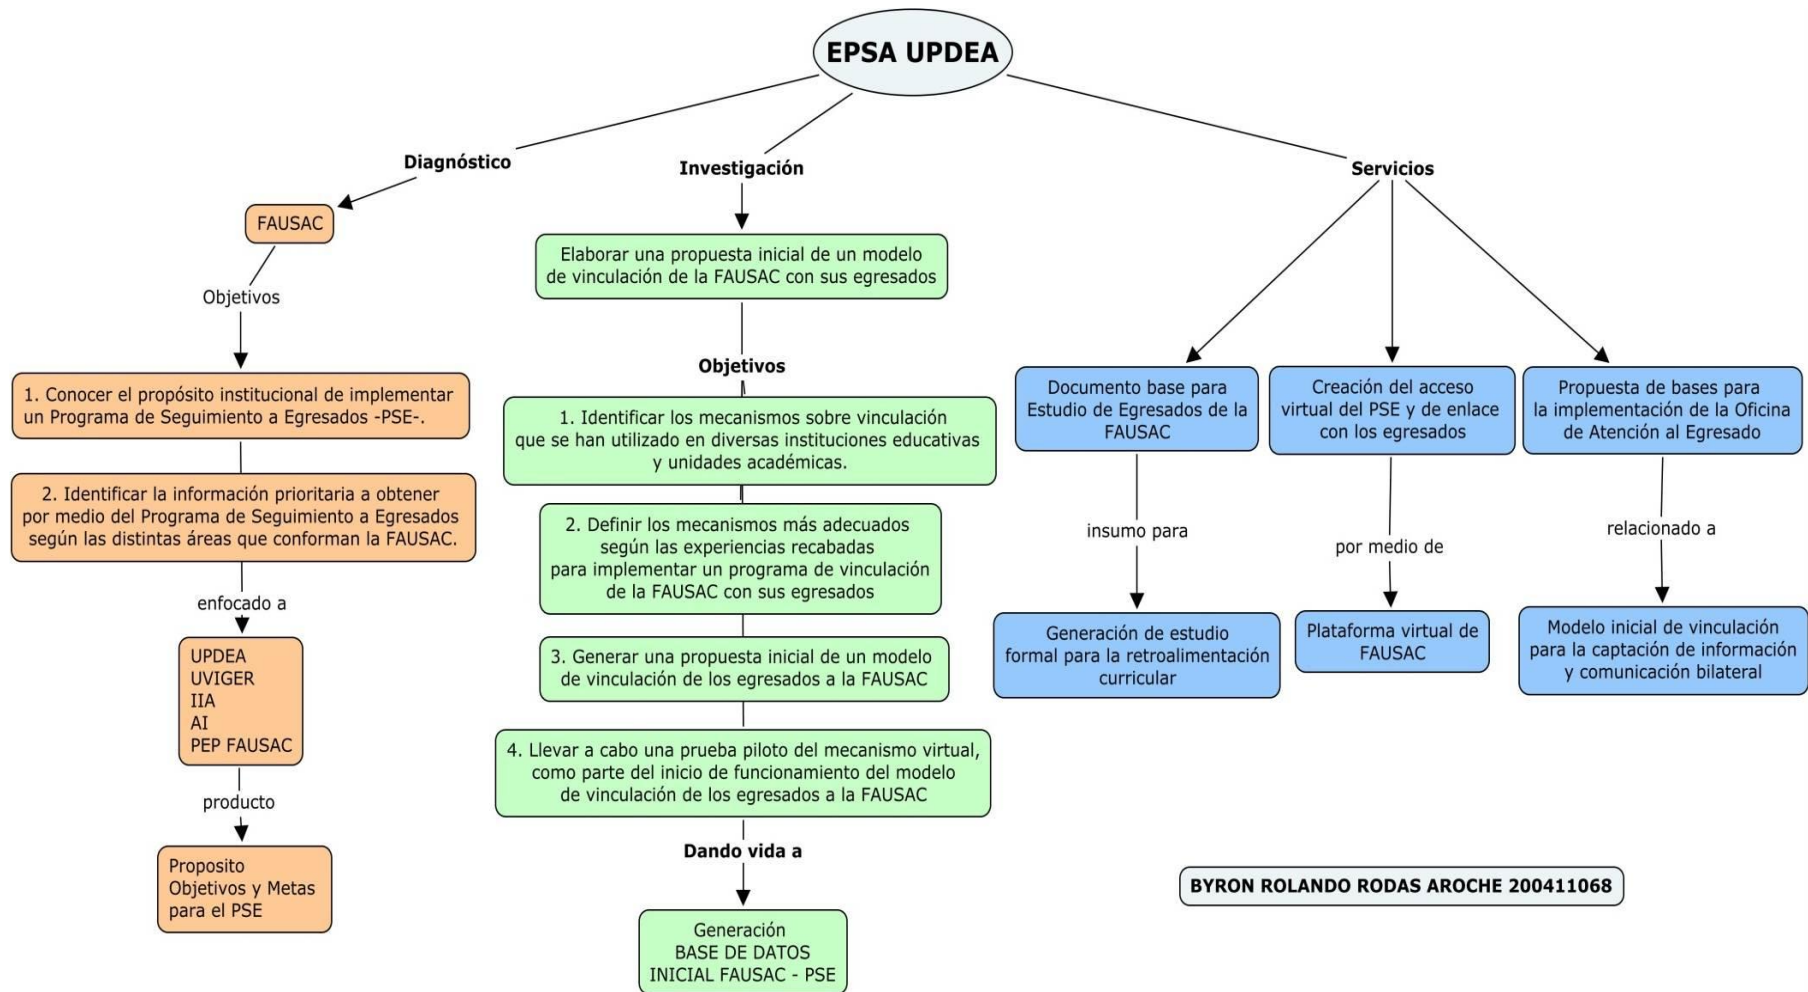 EPSA UPDEA
Diagnóstico
FAUSAC
Objetivos
1. Conocer el propósito institucional de implementar
un Programa de Seguimiento a Egresados -PSE-.
2. Identificar la información prioritaria a obtener
por medio del Programa de Seguimiento a Egresados
según las distintas áreas que conforman la FAUSAC.
enfocado a
UPDEA
UVIGER
IIA
AI
PEP FAUSAC
producto
Proposito
Objetivos y Metas
para el PSE
Investigación
Elaborar una propuesta inicial de un modelo
de vinculación de la FAUSAC con sus egresados
Objetivos
1. Identificar los mecanismos sobre vinculación
que se han utilizado en diversas instituciones educativas
y unidades académicas.
2. Definir los mecanismos más adecuados
según las experiencias recabadas
para implementar un programa de vinculación
de la FAUSAC con sus egresados
3. Generar una propuesta inicial de un modelo
de vinculación de los egresados a la FAUSAC
4. Llevar a cabo una prueba piloto del mecanismo virtual,
como parte del inicio de funcionamiento del modelo
de vinculación de los egresados a la FAUSAC
Dando vida a
Generación
BASE DE DATOS
INICIAL FAUSAC - PSE
Servicios
Documento base para
Estudio de Egresados de la
FAUSAC
insumo para
Generación de estudio
formal para la retroalimentación
curricular
Creación del acceso
virtual del PSE y de enlace
con los egresados
por medio de
Plataforma virtual de
FAUSAC
Propuesta de bases para
la implementación de la Oficina
de Atención al Egresado
relacionado a
Modelo inicial de vinculación
para la captación de información
y comunicación bilateral
BYRON ROLANDO RODAS AROCHE 200411068